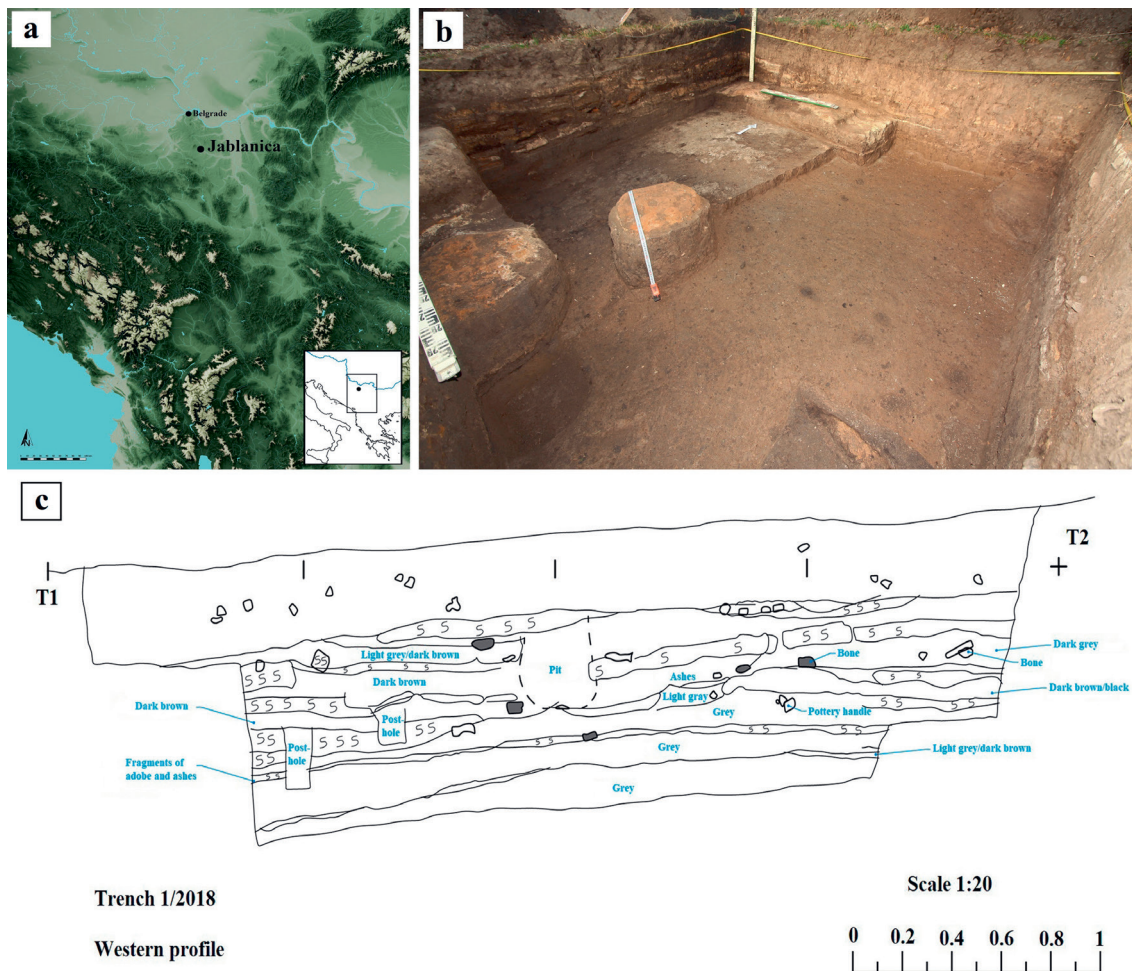 a
Belgrade
Jablanica
b
c
T1
T2
Light grey/dark brown
Dark brown
Pit
Ashes
Light gray
Grey
Bone
Dark grey
Bone
Dark brown/black
Pottery handle
Dark brown
Post-
hole
Post-
hole
Fragments of
adobe and ashes
Grey
Light grey/dark brown
Grey
Trench 1/2018
Western profile
Scale 1:20
0 0.2 0.4 0.6 0.8 1